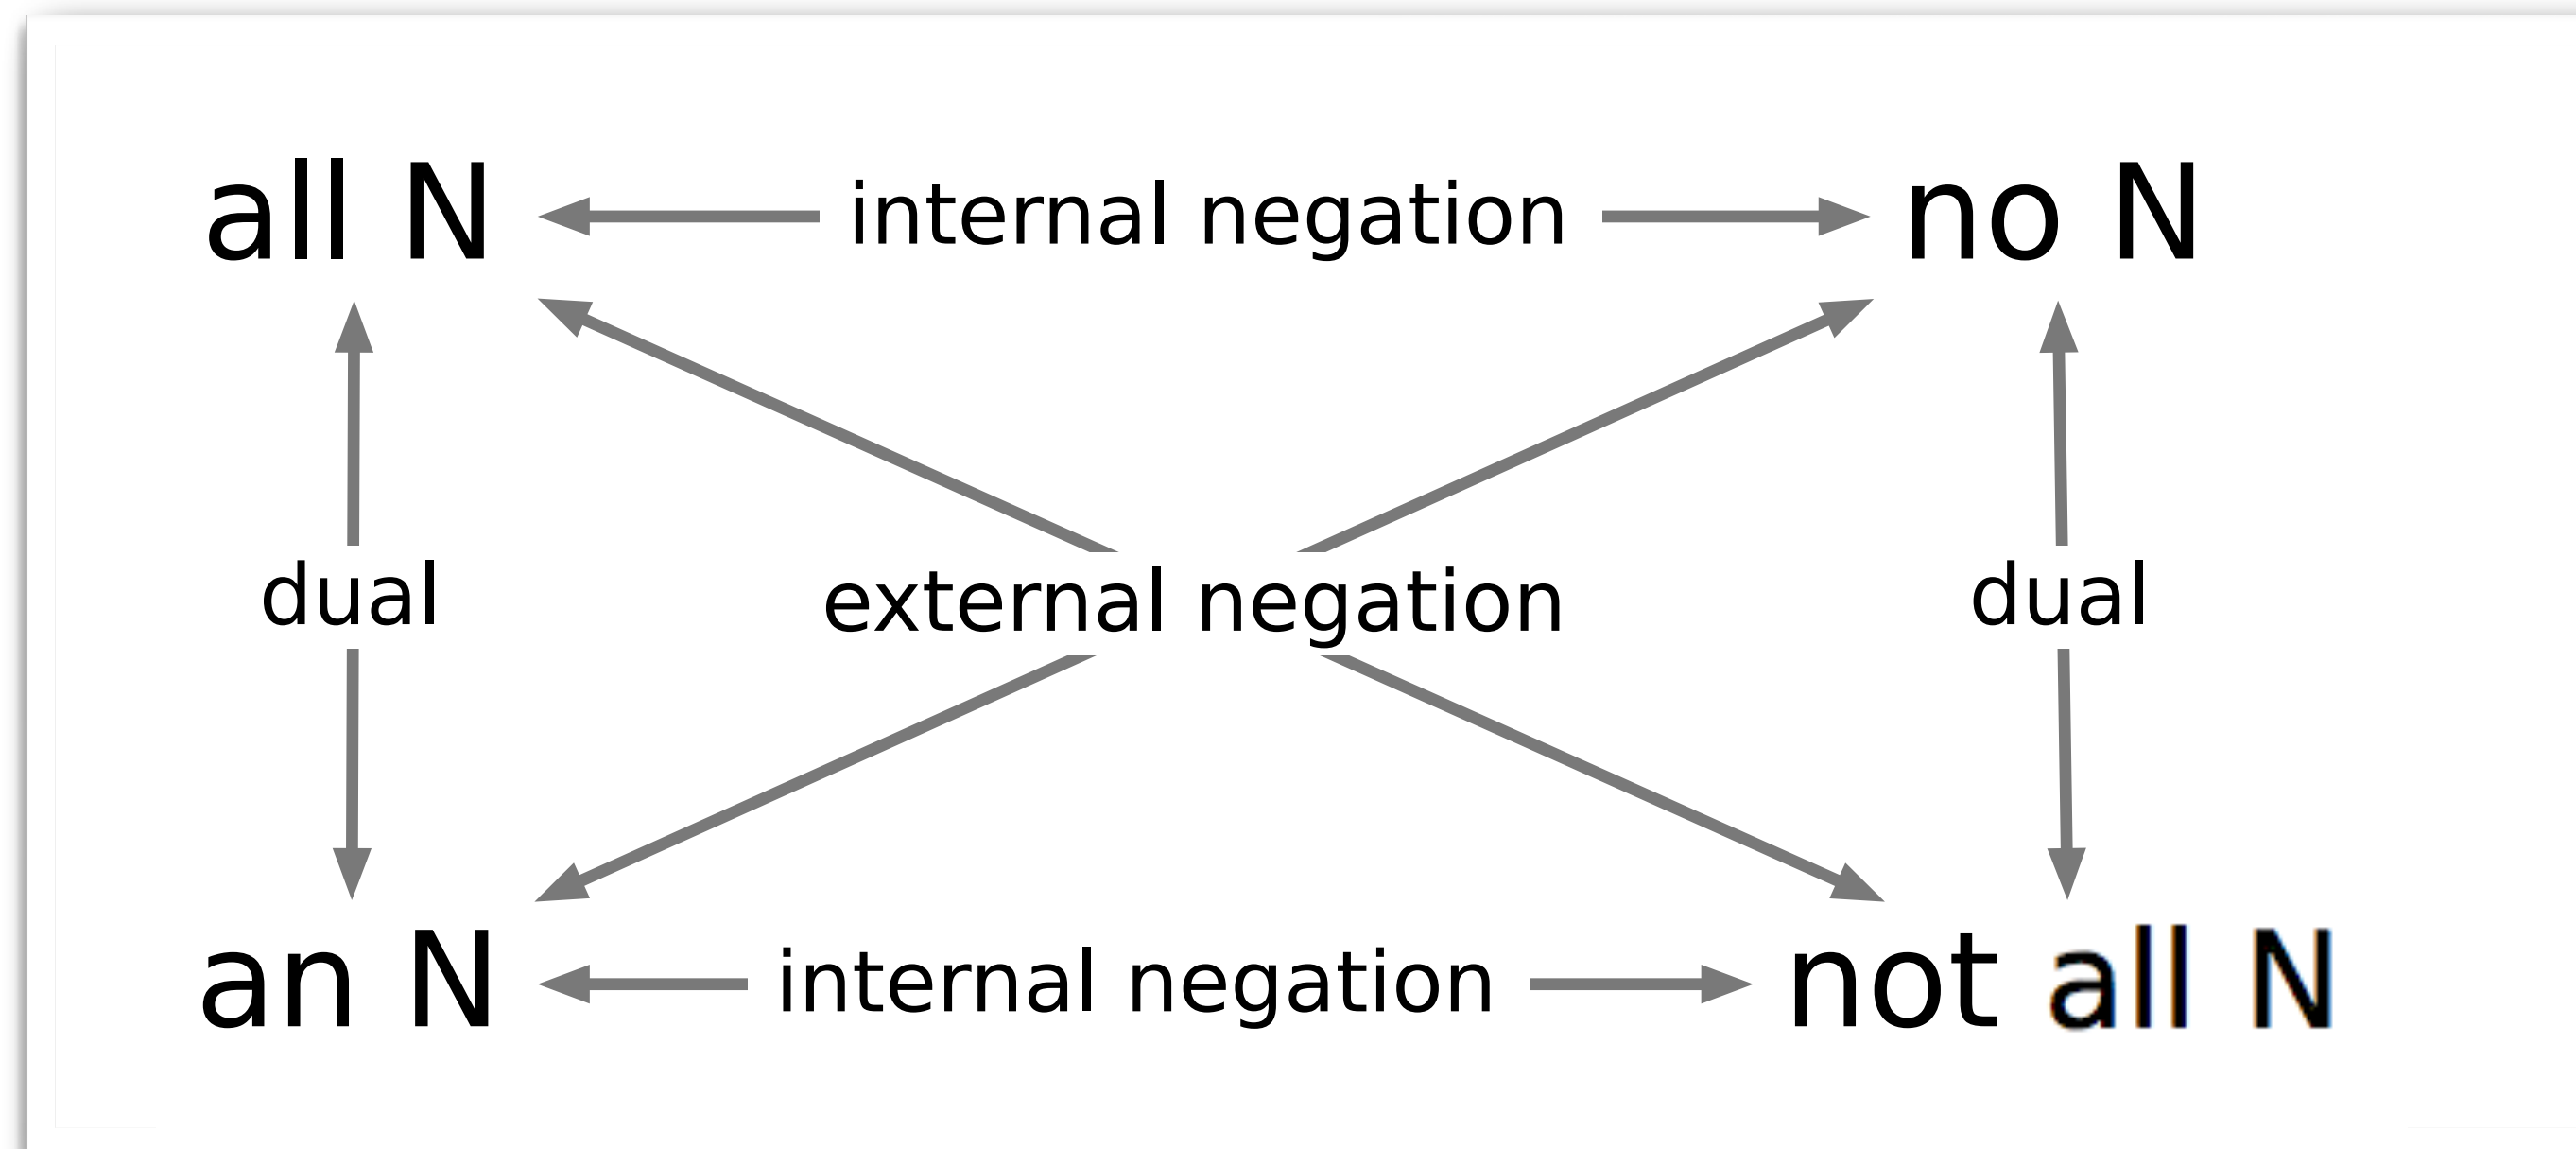 all N internal negation no N
dual external negation dual
an N internal negation not all N